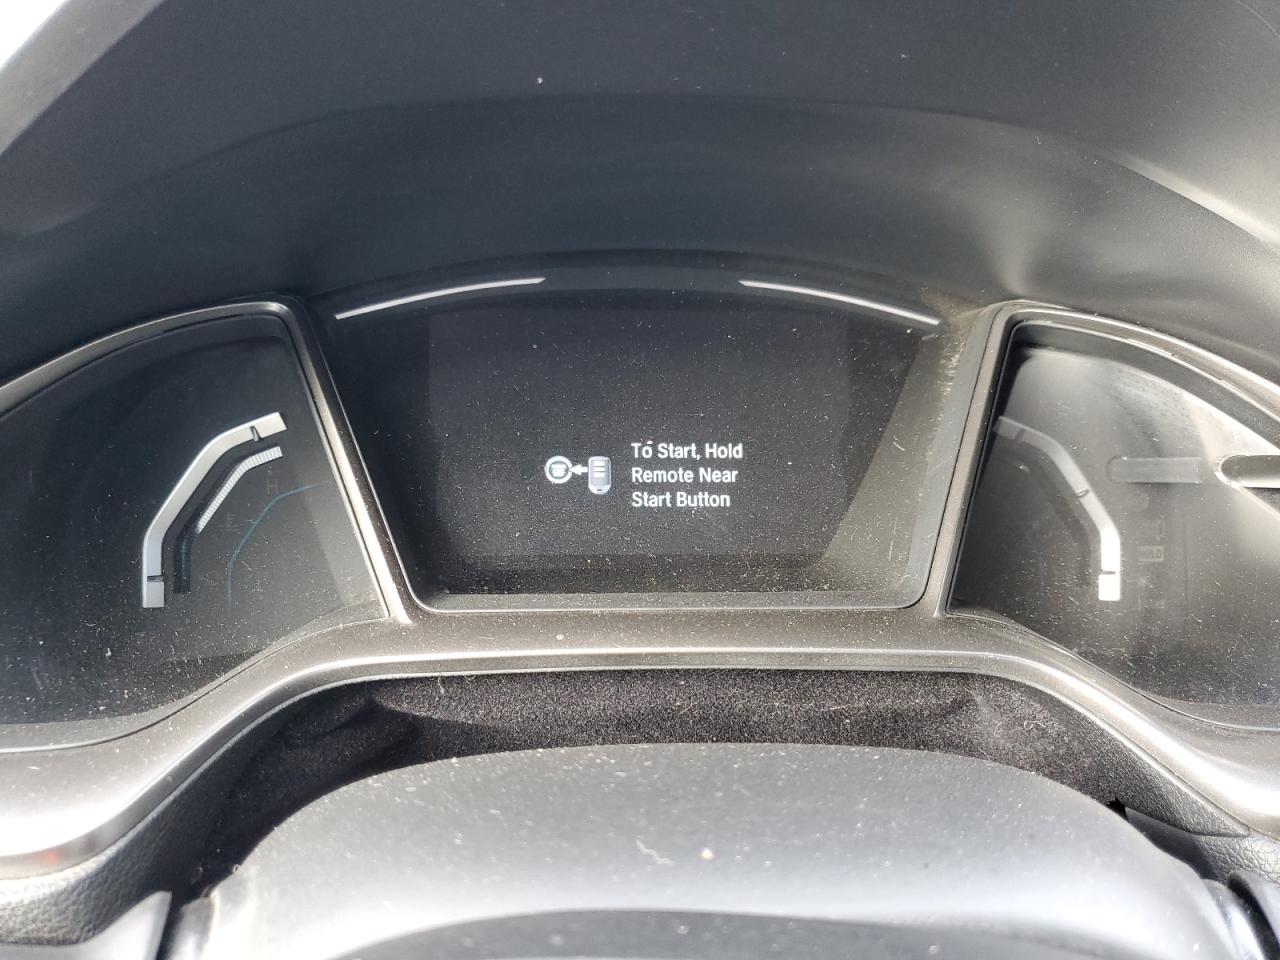 To Start, Hold
Remote Near
Start Button